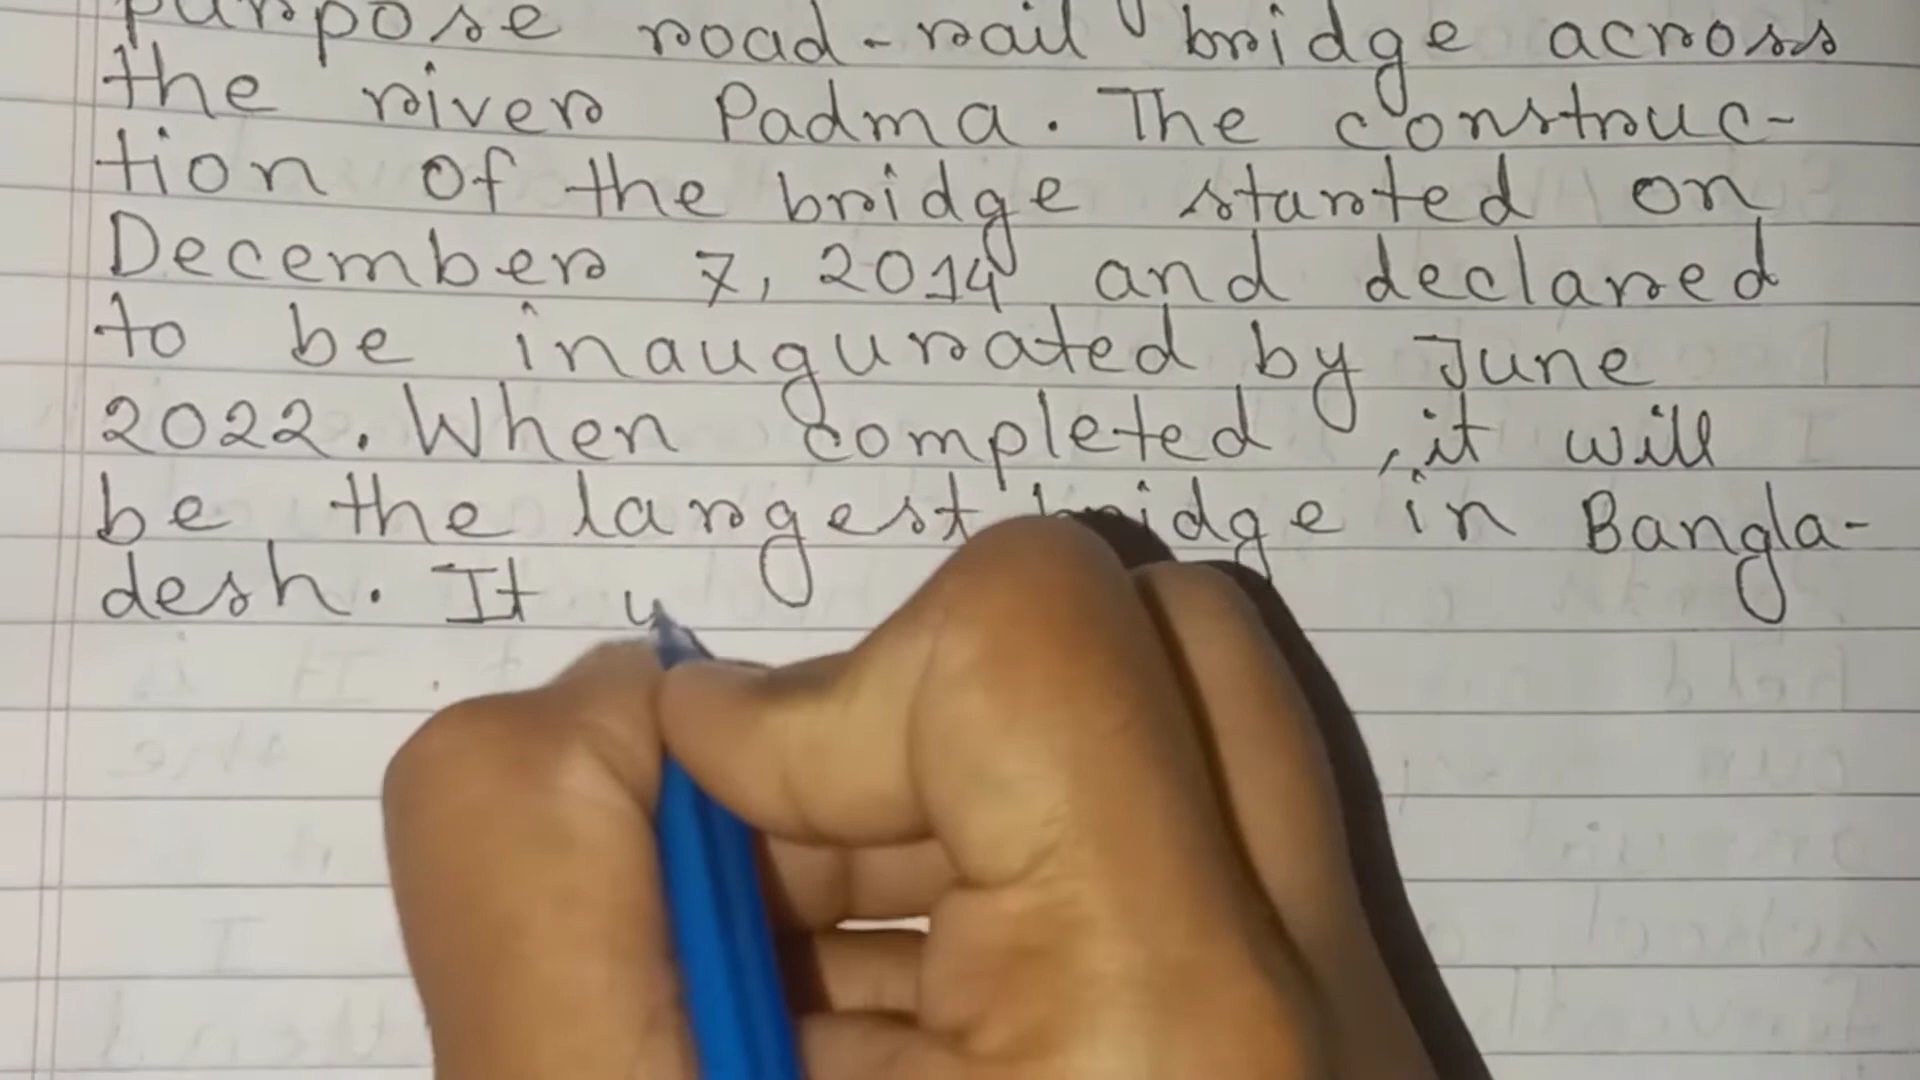 purpose road-rail bridge across
the river Padma. The construc-
tion of the bridge started on
December 7, 2014 and declared
to be inaugurated by June
2022. When completed, it will
be the largest bridge in Bangla-
desh. It